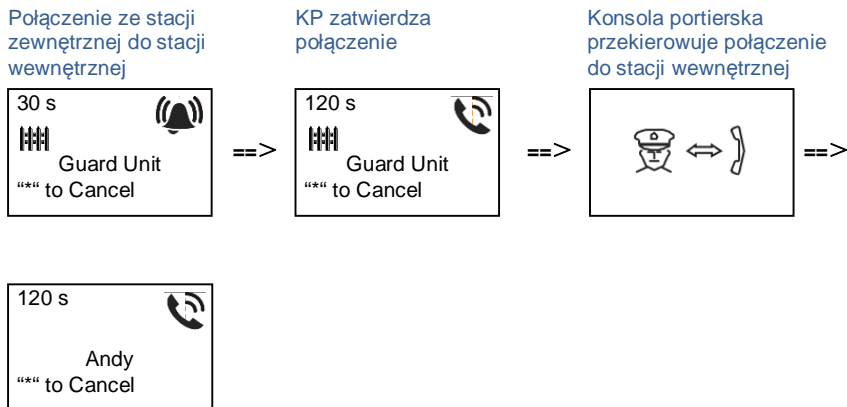 Połączenie ze stacji
zewnętrznej do stacji
wewnętrznej
KP zatwierdza
połączenie
Konsola portierska
przekierowuje połączenie
do stacji wewnętrznej
30 s
Guard Unit
“*“ to Cancel
==>
120 s
Guard Unit
“*“ to Cancel
==>
==>
120 s
Andy
“*“ to Cancel